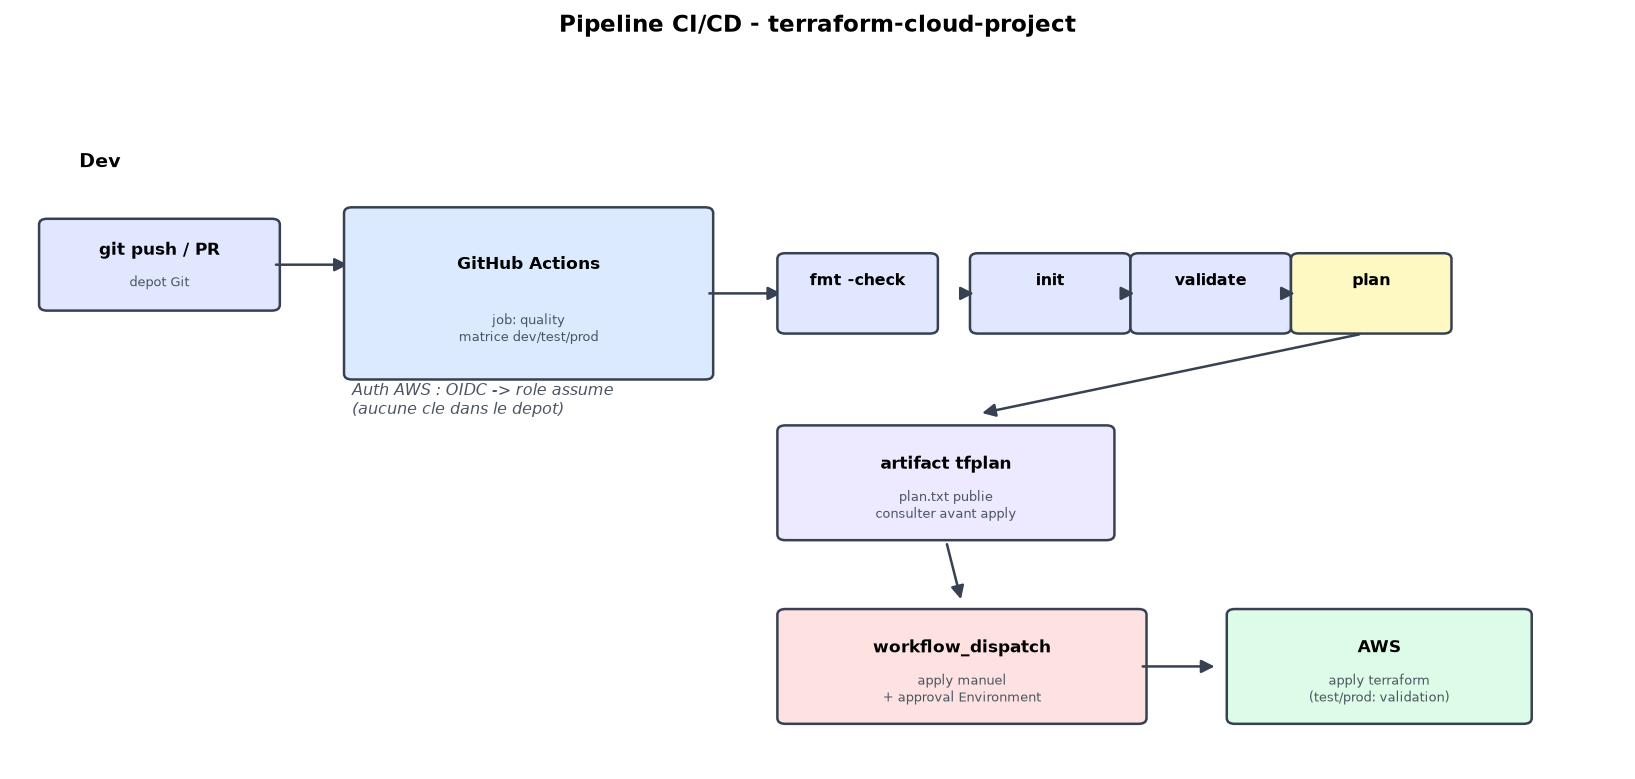 Pipeline CI/CD - terraform-cloud-project
Dev
git push / PR
depot Git
GitHub Actions
job: quality
matrice dev/test/prod
Auth AWS : OIDC -> role assume
(aucune cle dans le depot)
fmt -check
init
validate
plan
artifact tfplan
plan.txt publie
consulter avant apply
workflow_dispatch
apply manuel
+ approval Environment
AWS
apply terraform
(test/prod: validation)